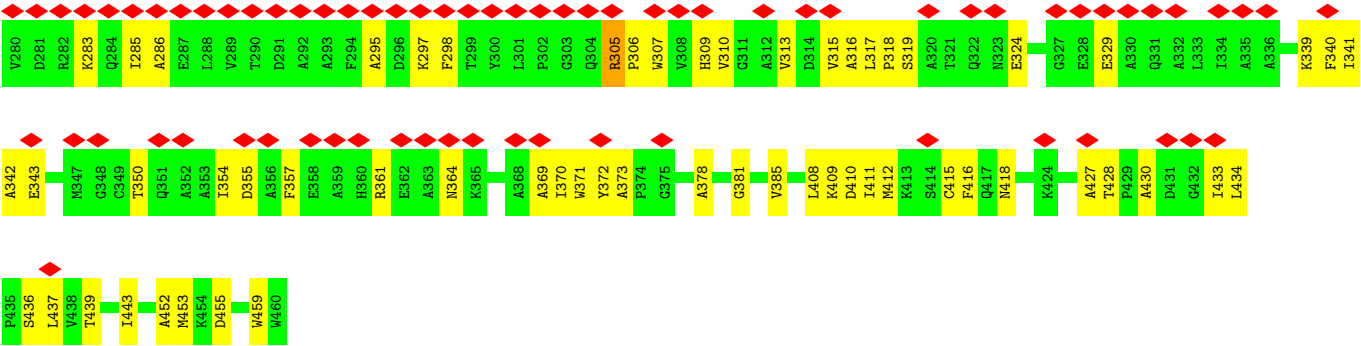 V280 D281 R282 K283 Q284 I285 A286 E287 L288 V289 T290 D291 A292 A293 F294 A295 D296 K297 F298 T299 Y300 L301 P302 G303 Q304 R305 P306 W307 V308 H309 V310 G311 A312 V313 D314 V315 A316 L317 P318 S319 A320 T321 Q322 N323 E324 G327 E328 E329 A330 Q331 A332 L333 I334 A335 A336 K339 F340 I341
A342 E343 M347 G348 C349 T350 Q351 A352 A353 I354 D355 A356 F357 E358 A359 H360 R361 E362 A363 N364 K365 A368 A369 I370 W371 Y372 A373 P374 G375 A378 G381 V385 L408 K409 D410 I411 M412 K413 S414 C415 F416 Q417 N418 K424 A427 T428 P429 A430 D431 G432 I433 L434
P435 S436 L437 V438 T439 I443 A452 M453 K454 D455 W459 W460